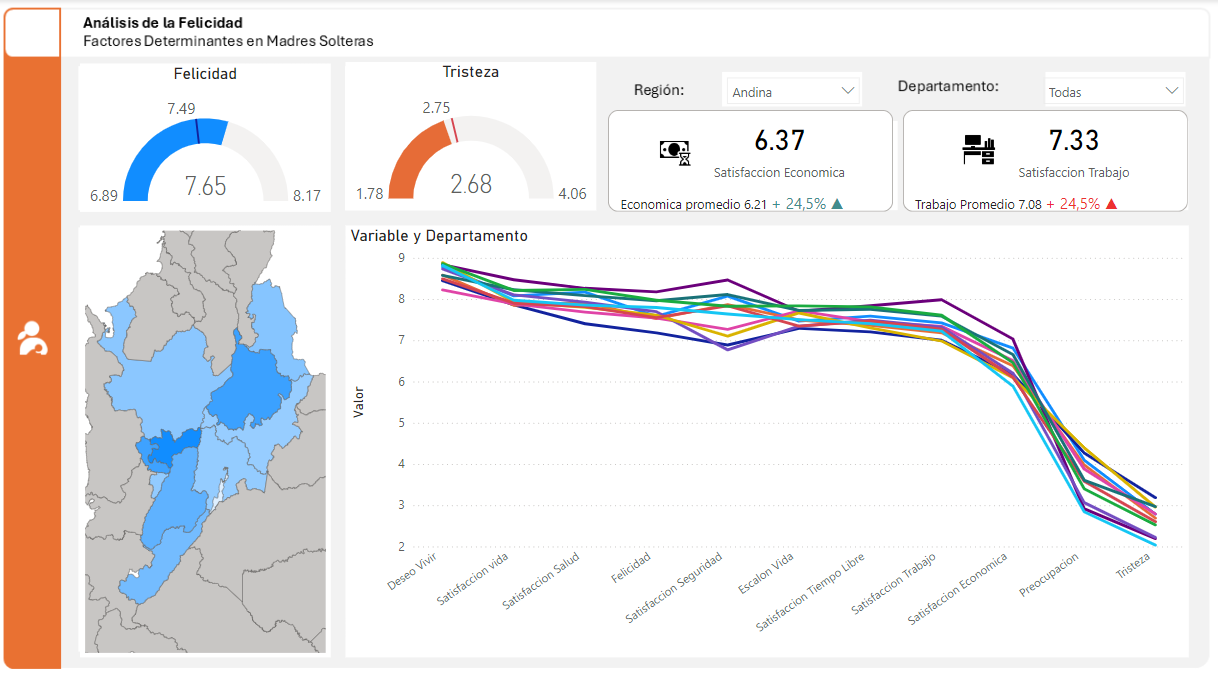 Análisis de la Felicidad
Factores Determinantes en Madres Solteras
Felicidad
7.49
6.89
7.65
8.17
Tristeza
2.75
1.78
2.68
4.06
Región:
Andina
Departamento:
Todas
6.37
Satisfaccion Economica
Economica promedio 6.21 + 24,5% ▲
7.33
Satisfaccion Trabajo
Trabajo Promedio 7.08 + 24,5% ▲
Variable y Departamento
Valor
9
8
7
6
5
4
3
2
Deseo Vivir
Satisfaccion vida
Satisfaccion Salud
Felicidad
Satisfaccion Seguridad
Escalon Vida
Satisfaccion Tiempo Libre
Satisfaccion Trabajo
Satisfaccion Economica
Preocupacion
Tristeza